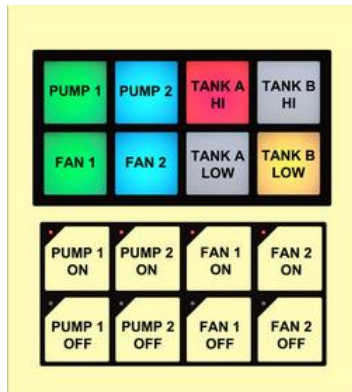 PUMP 1
PUMP 2
TANK A
HI
TANK B
HI
FAN 1
FAN 2
TANK A
LOW
TANK B
LOW
PUMP 1
ON
PUMP 2
ON
FAN 1
ON
FAN 2
ON
PUMP 1
OFF
PUMP 2
OFF
FAN 1
OFF
FAN 2
OFF